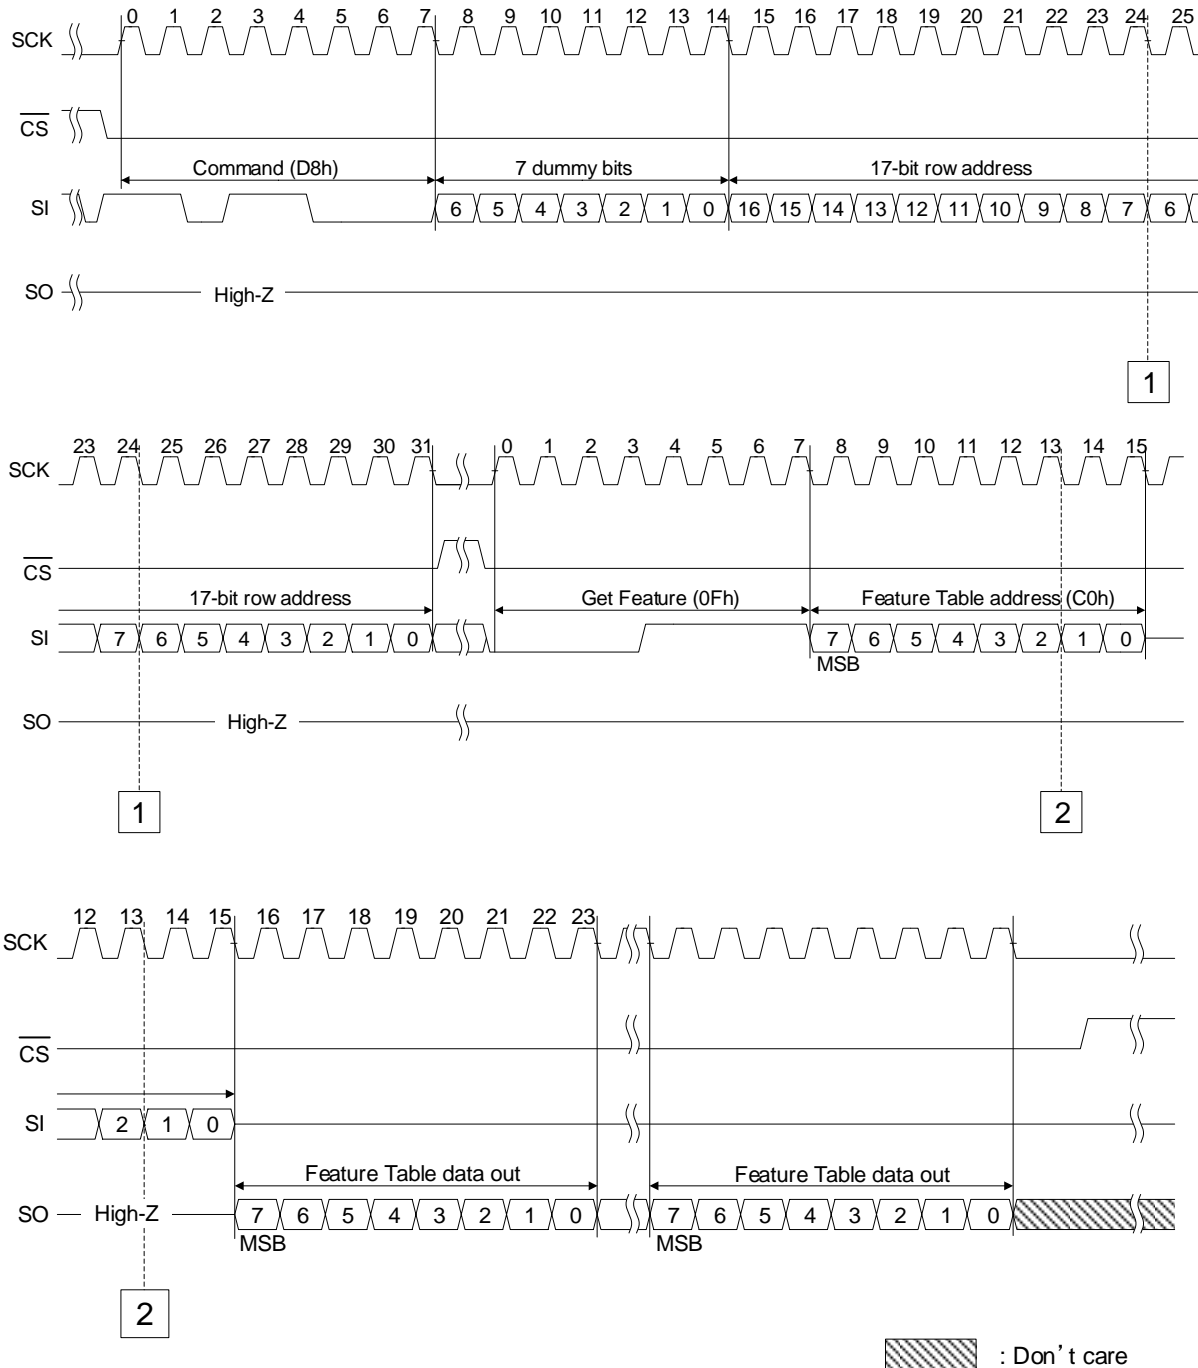 0 1 2 3 4 5 6 7 8 9 10 11 12 13 14 15 16 17 18 19 20 21 22 23 24 25
SCK
CS
Command (D8h) 7 dummy bits 17-bit row address
SI 6 5 4 3 2 1 0 16 15 14 13 12 11 10 9 8 7 6
SO High-Z
1
23 24 25 26 27 28 29 30 31 0 1 2 3 4 5 6 7 8 9 10 11 12 13 14 15
SCK
CS
17-bit row address Get Feature (0Fh) Feature Table address (C0h)
SI 7 6 5 4 3 2 1 0 7 6 5 4 3 2 1 0
MSB
SO High-Z
1 2
12 13 14 15 16 17 18 19 20 21 22 23
SCK
CS
SI 2 1 0
Feature Table data out Feature Table data out
SO High-Z 7 6 5 4 3 2 1 0 7 6 5 4 3 2 1 0
MSB MSB
2
: Don't care